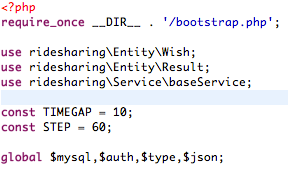 <?php
require_once __DIR__ . '/bootstrap.php';
use ridesharing\Entity\Wish;
use ridesharing\Entity\Result;
use ridesharing\Service\baseService;
const TIMEGAP = 10;
const STEP = 60;
global $mysql,$auth,$type,$json;